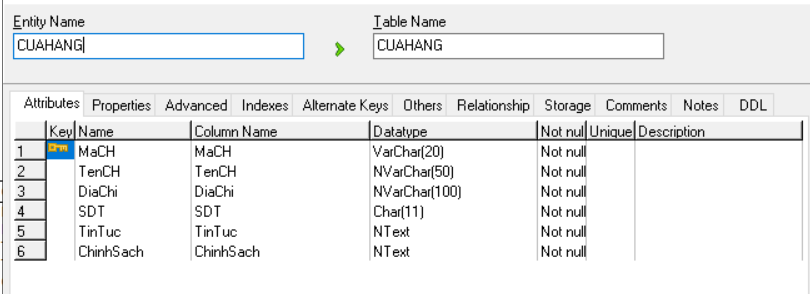 Entity Name Table Name
CUAHANG CUAHANG
Attributes Properties Advanced Indexes Alternate Keys Others Relationship Storage Comments Notes DDL
Key Name Column Name Datatype Not nul Unique Description
1 MaCH MaCH VarChar(20) Not null
2 TenCH TenCH NVarChar(50) Not null
3 DiaChi DiaChi NVarChar(100) Not null
4 SDT SDT Char(11) Not null
5 TinTuc TinTuc NText Not null
6 ChinhSach ChinhSach NText Not null